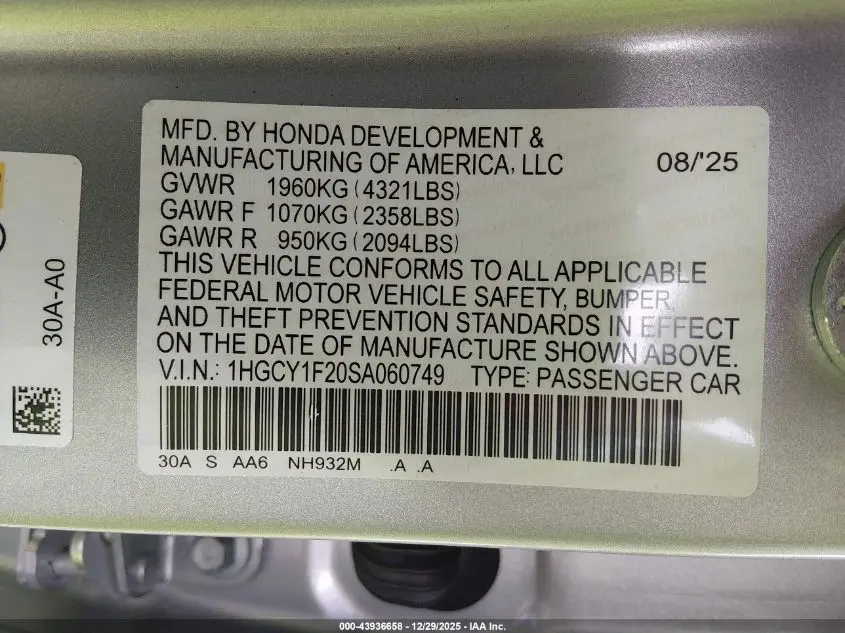 MFD. BY HONDA DEVELOPMENT &
MANUFACTURING OF AMERICA, LLC 08/'25
GVWR 1960KG (4321LBS)
GAWR F 1070KG (2358LBS)
GAWR R 950KG (2094LBS)
THIS VEHICLE CONFORMS TO ALL APPLICABLE
FEDERAL MOTOR VEHICLE SAFETY, BUMPER,
AND THEFT PREVENTION STANDARDS IN EFFECT
ON THE DATE OF MANUFACTURE SHOWN ABOVE.
V.I.N.: 1HGCY1F20SA060749 TYPE: PASSENGER CAR
30A S AA6 NH932M .A .A
30A-A0
000-43936658 - 12/29/2025 - IAA Inc.